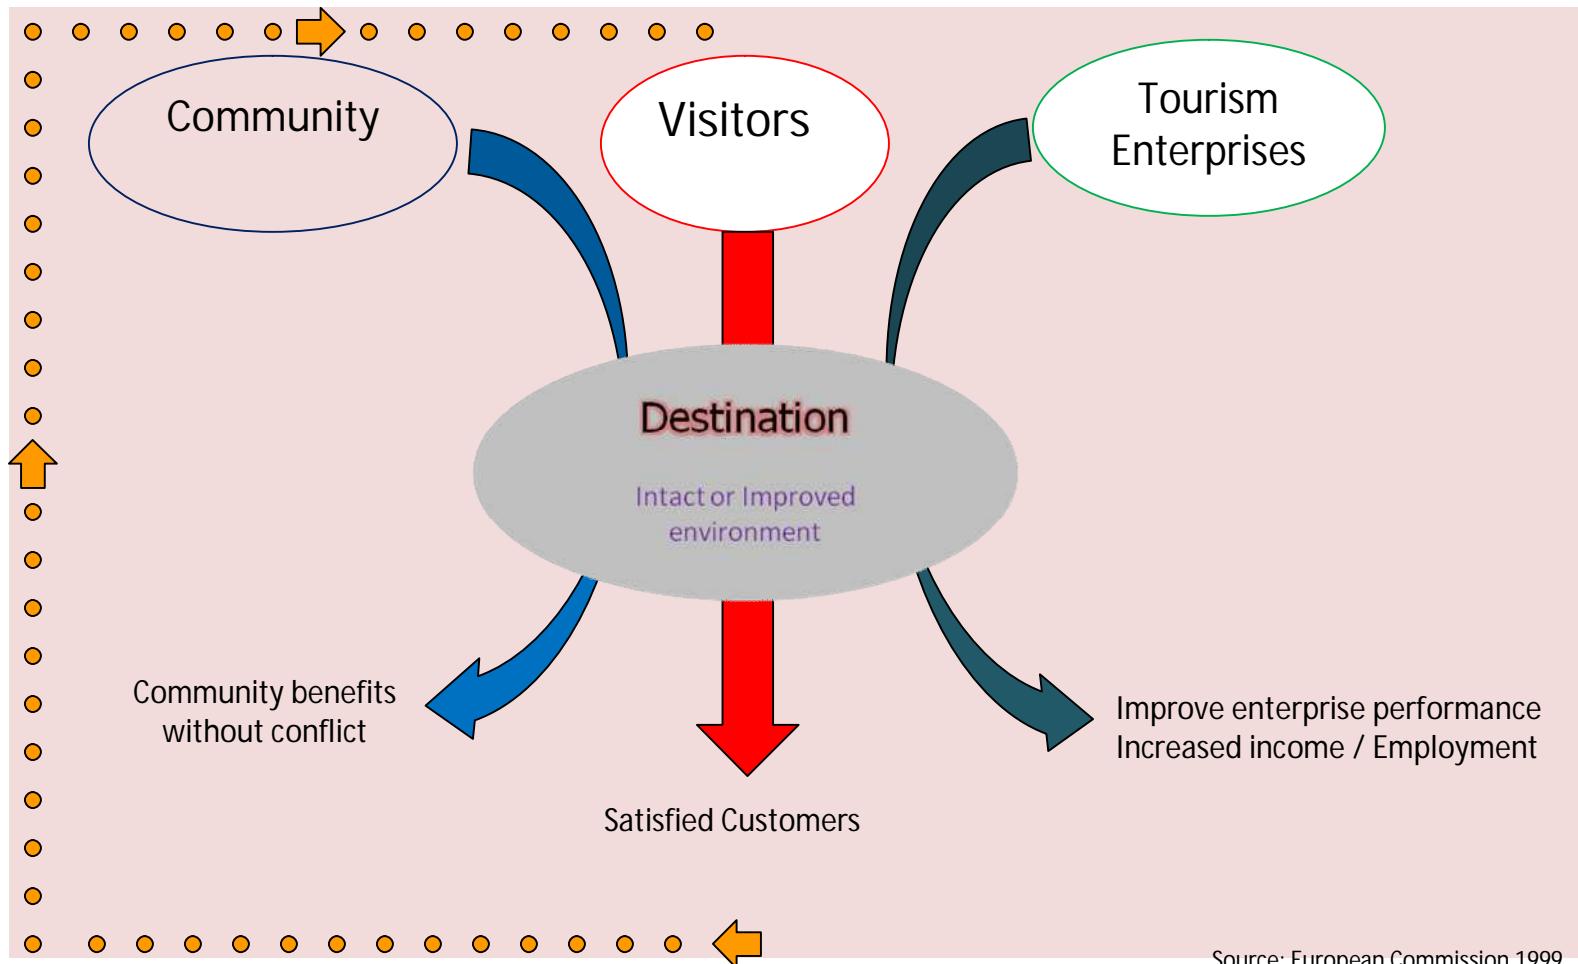 Community
Visitors
Tourism
Enterprises
Destination
Intact or Improved
environment
Community benefits
without conflict
Improve enterprise performance
Increased income / Employment
Satisfied Customers
Source: European Commission 1999